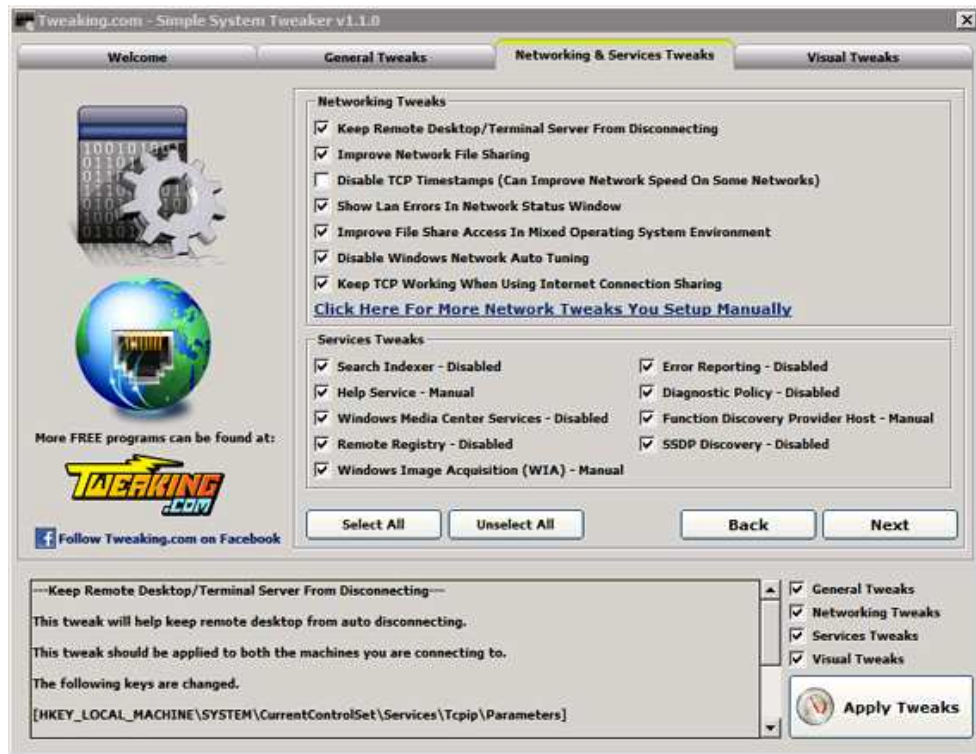 Tweaking.com - Simple System Tweaker v1.1.0
Welcome
General Tweaks
Networking & Services Tweaks
Visual Tweaks
Networking Tweaks
Keep Remote Desktop/Terminal Server From Disconnecting
Improve Network File Sharing
Disable TCP Timestamps (Can Improve Network Speed On Some Networks)
Show Lan Errors In Network Status Window
Improve File Share Access In Mixed Operating System Environment
Disable Windows Network Auto Tuning
Keep TCP Working When Using Internet Connection Sharing
Click Here For More Network Tweaks You Setup Manually
Services Tweaks
Search Indexer - Disabled
Help Service - Manual
Windows Media Center Services - Disabled
Remote Registry - Disabled
Windows Image Acquisition (WIA) - Manual
Error Reporting - Disabled
Diagnostic Policy - Disabled
Function Discovery Provider Host - Manual
SSDP Discovery - Disabled
More FREE programs can be found at:
TWEAKING
.COM
Follow Tweaking.com on Facebook
Select All
Unselect All
Back
Next
---Keep Remote Desktop/Terminal Server From Disconnecting---
This tweak will help keep remote desktop from auto disconnecting.
This tweak should be applied to both the machines you are connecting to.
The following keys are changed.
[HKEY_LOCAL_MACHINE\SYSTEM\CurrentControlSet\Services\Tcpip\Parameters]
General Tweaks
Networking Tweaks
Services Tweaks
Visual Tweaks
Apply Tweaks